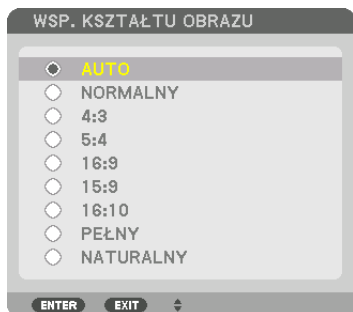 WSP. KSZTAŁTU OBRAZU
AUTO
NORMALNY
4:3
5:4
16:9
15:9
16:10
PEŁNY
NATURALNY
ENTER EXIT